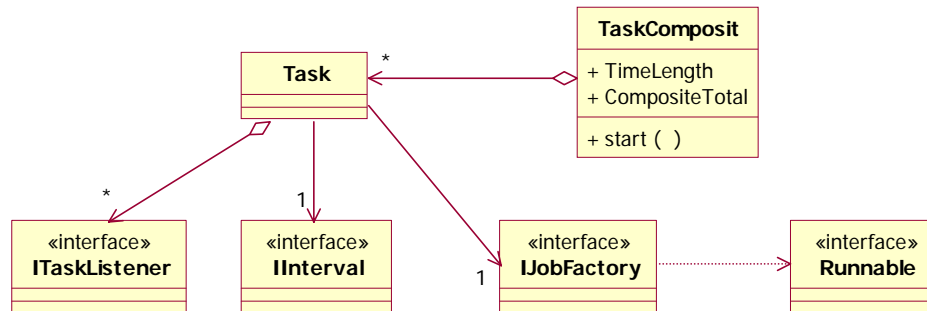 TaskComposit
+ TimeLength
+ CompositeTotal
+ start ( )
*
Task
*
1
1
«interface»
ITaskListener
«interface»
IInterval
«interface»
IJobFactory
«interface»
Runnable